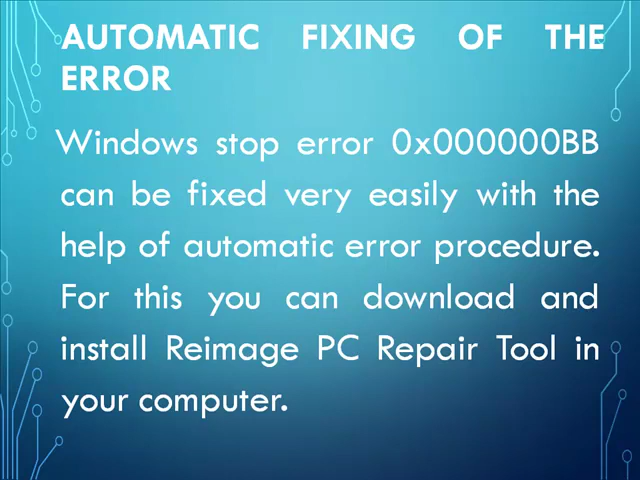 AUTOMATIC FIXING OF THE
ERROR
Windows stop error 0x000000BB
can be fixed very easily with the
help of automatic error procedure.
For this you can download and
install Reimage PC Repair Tool in
your computer.